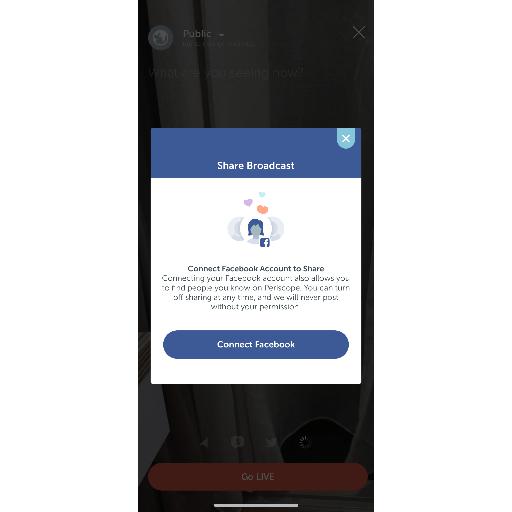 Public
What are you seeing now?
Share Broadcast
Connect Facebook Account to Share
Connecting your Facebook account also allows you
to find people you know on Periscope. You can turn
off sharing at any time, and we will never post
without your permission.
Connect Facebook
Go LIVE